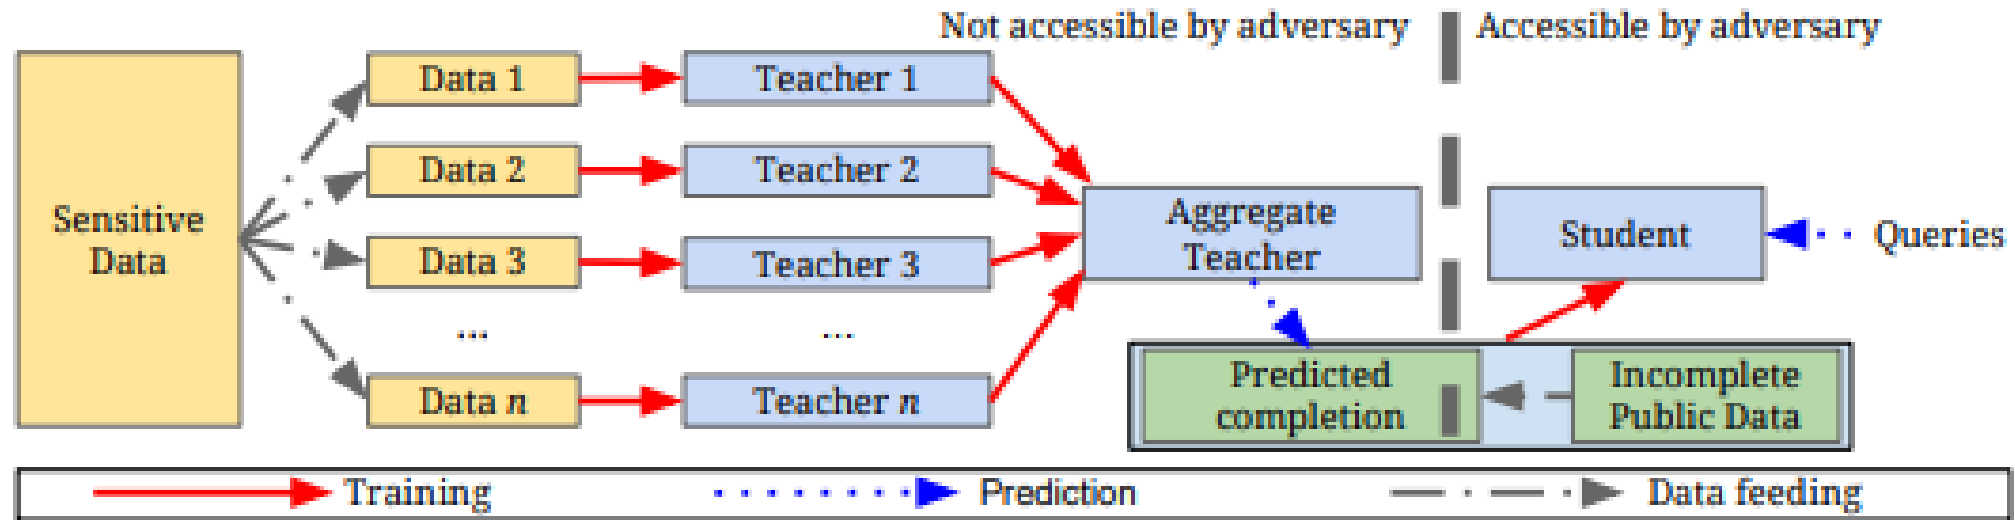 Not accessible by adversary
Accessible by adversary
Sensitive
Data
Data 1
Teacher 1
Data 2
Teacher 2
Data 3
Teacher 3
...
...
Data n
Teacher n
Aggregate
Teacher
Student
Queries
Predicted
completion
Incomplete
Public Data
Training
Prediction
Data feeding